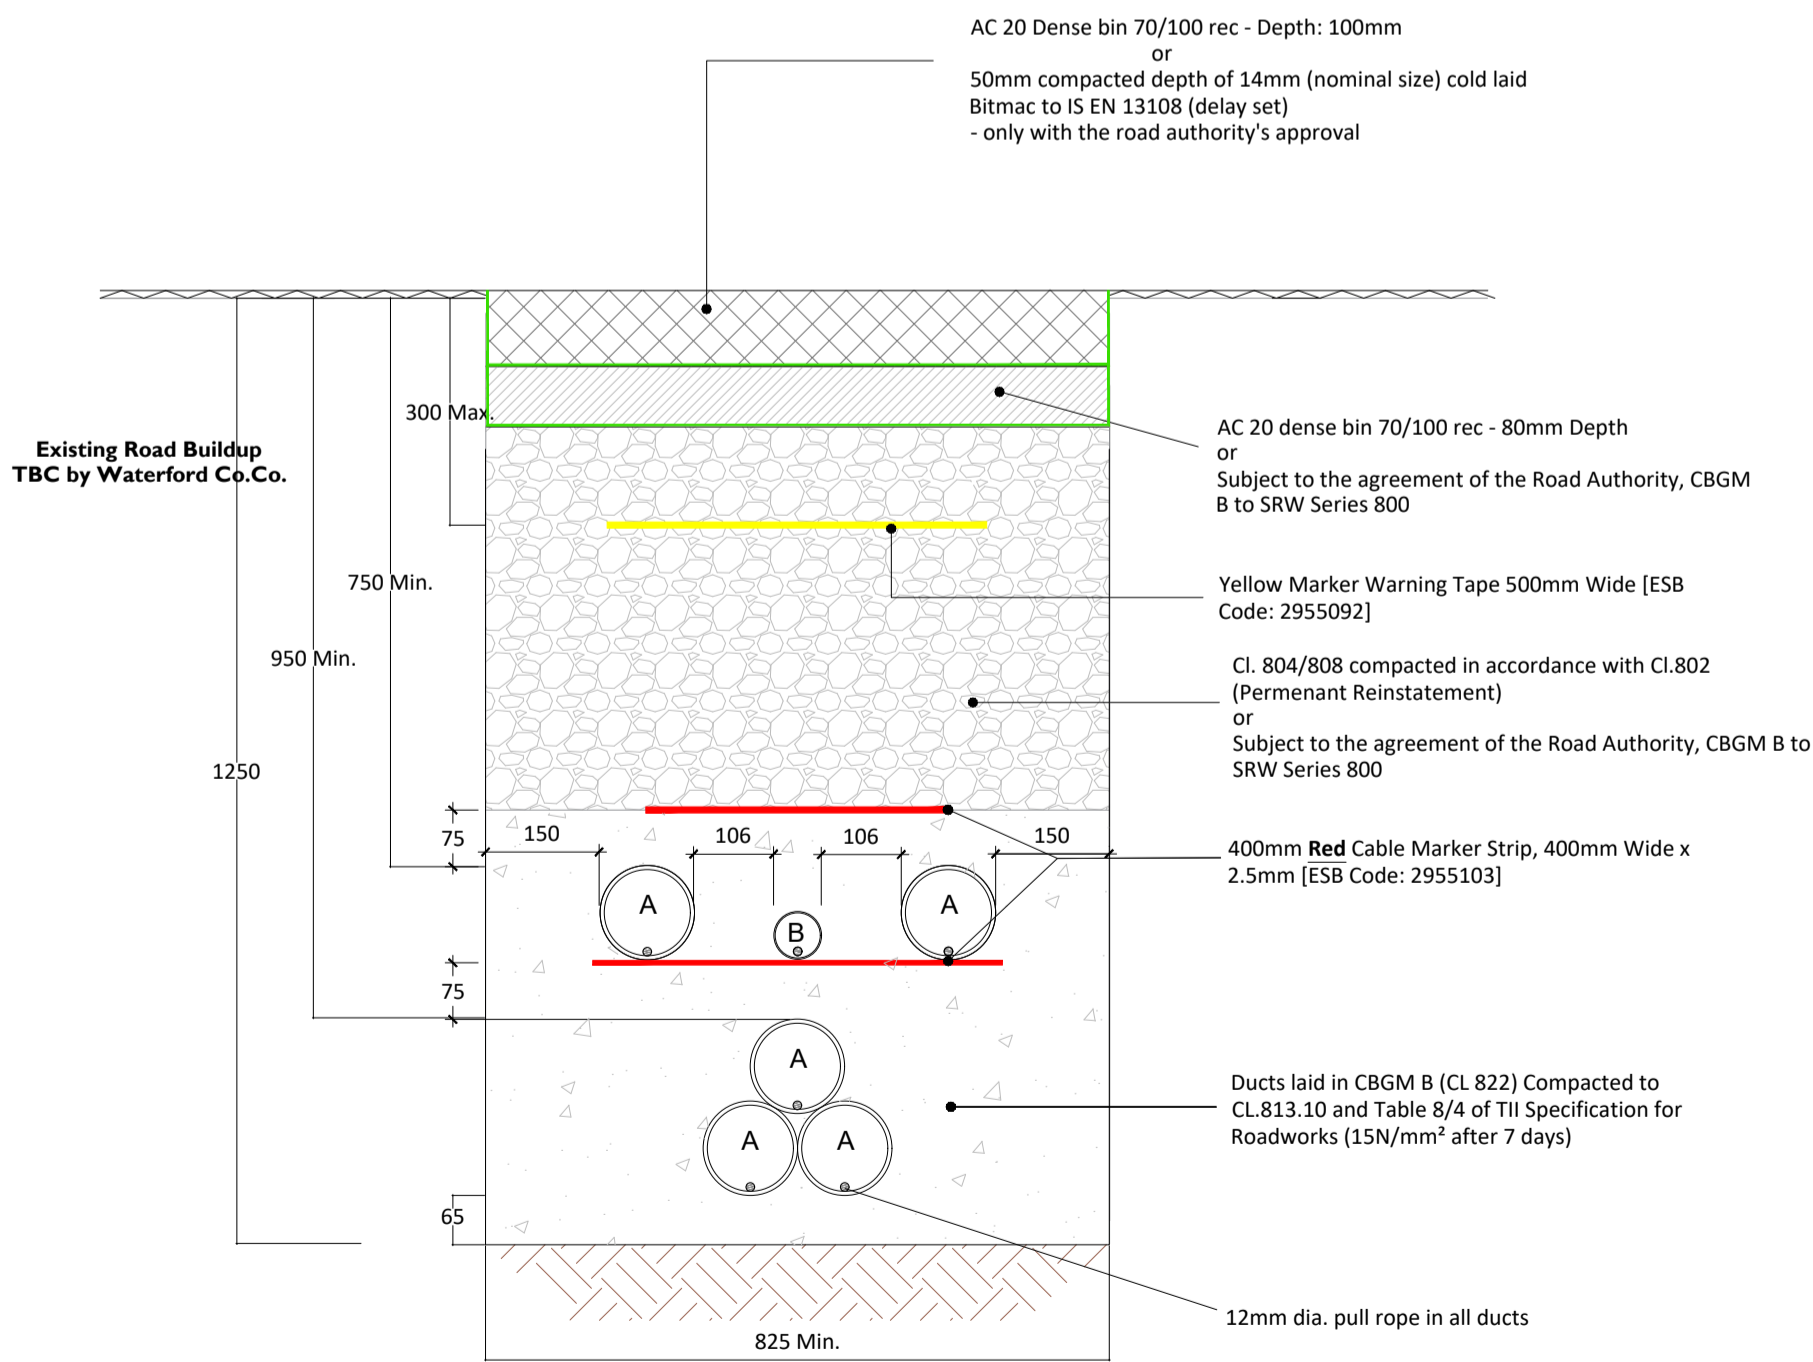 AC 20 Dense bin 70/100 rec - Depth: 100mm
or
50mm compacted depth of 14mm (nominal size) cold laid
Bitmac to IS EN 13108 (delay set)
- only with the road authority's approval
300 Max.
Existing Road Buildup
TBC by Waterford Co.Co.
AC 20 dense bin 70/100 rec - 80mm Depth
or
Subject to the agreement of the Road Authority, CBGM
B to SRW Series 800
750 Min.
Yellow Marker Warning Tape 500mm Wide [ESB
Code: 2955092]
950 Min.
Cl. 804/808 compacted in accordance with Cl.802
(Permenant Reinstatement)
or
Subject to the agreement of the Road Authority, CBGM B to
SRW Series 800
1250
75
150
106
106
150
400mm Red Cable Marker Strip, 400mm Wide x
2.5mm [ESB Code: 2955103]
A
B
A
75
A
A
A
Ducts laid in CBGM B (CL 822) Compacted to
CL.813.10 and Table 8/4 of TII Specification for
Roadworks (15N/mm² after 7 days)
65
12mm dia. pull rope in all ducts
825 Min.